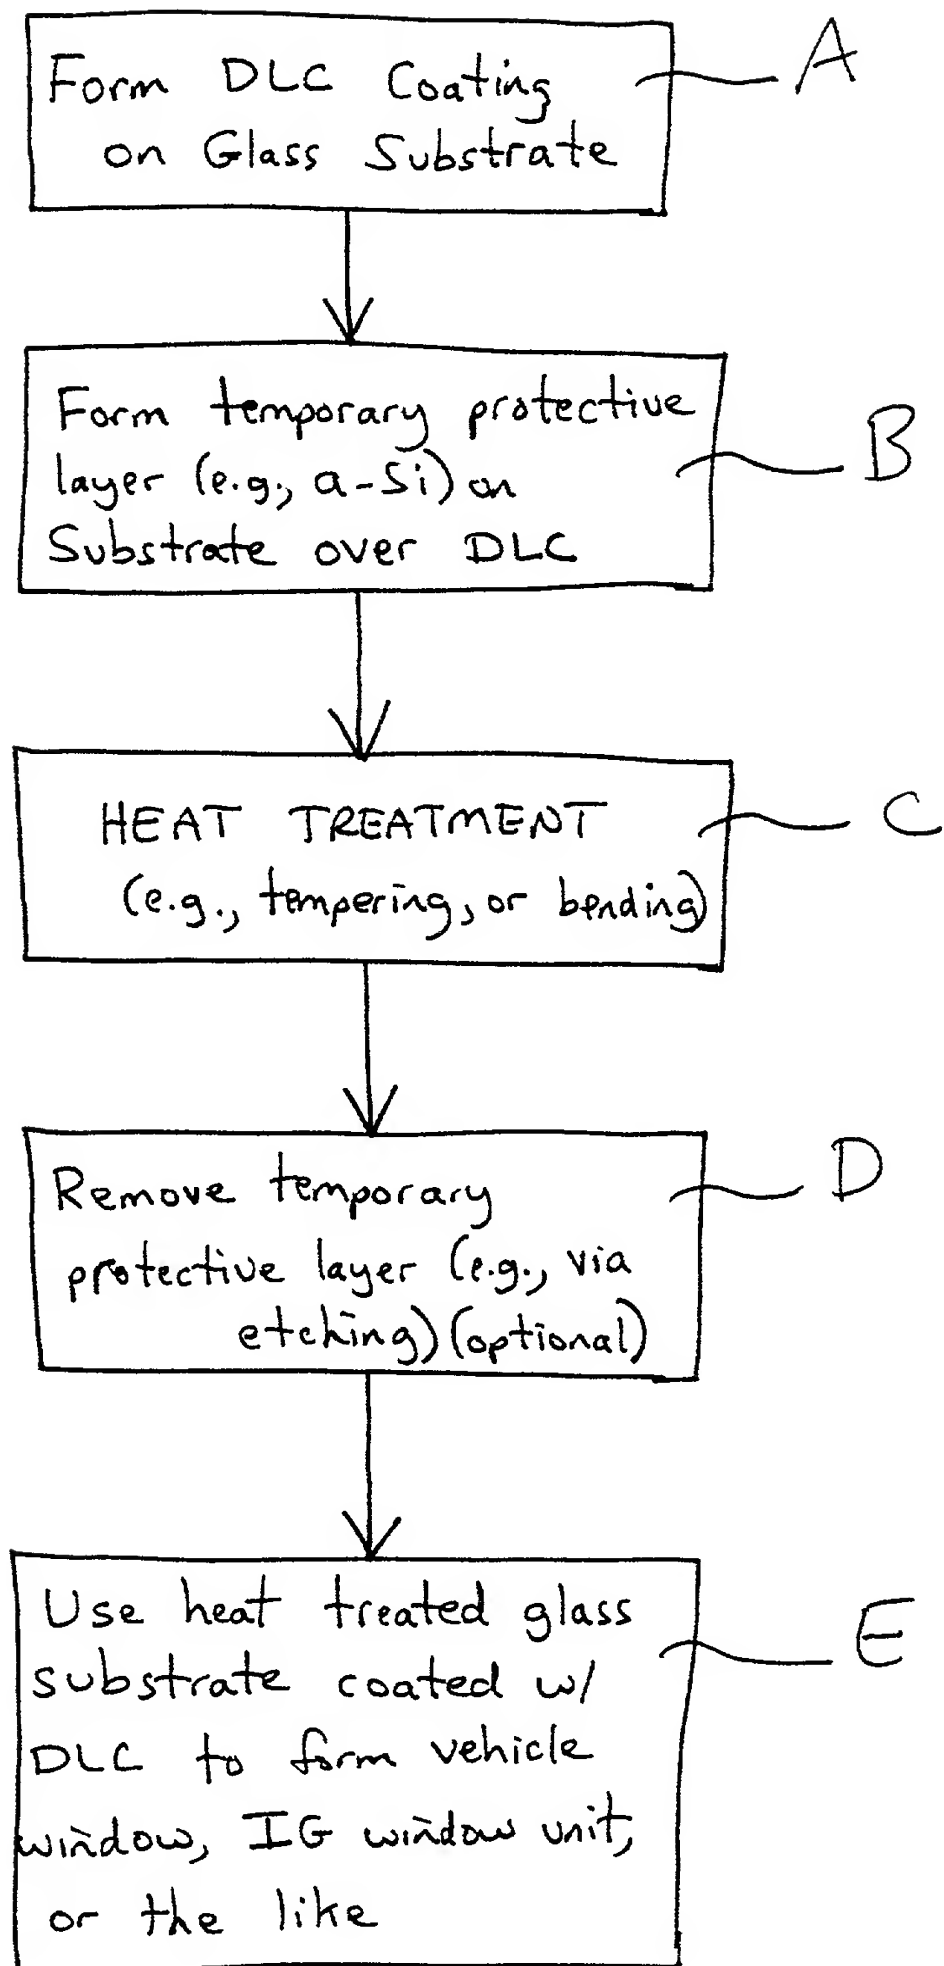 Form DLC Coating
on Glass Substrate
A
Form temporary protective
layer (e.g., a-Si) on
Substrate over DLC
B
HEAT TREATMENT
(e.g., tempering, or bending)
C
Remove temporary
protective layer (e.g., via
etching) (optional)
D
Use heat treated glass
substrate coated w/
DLC to form vehicle
window, IG window unit,
or the like
E